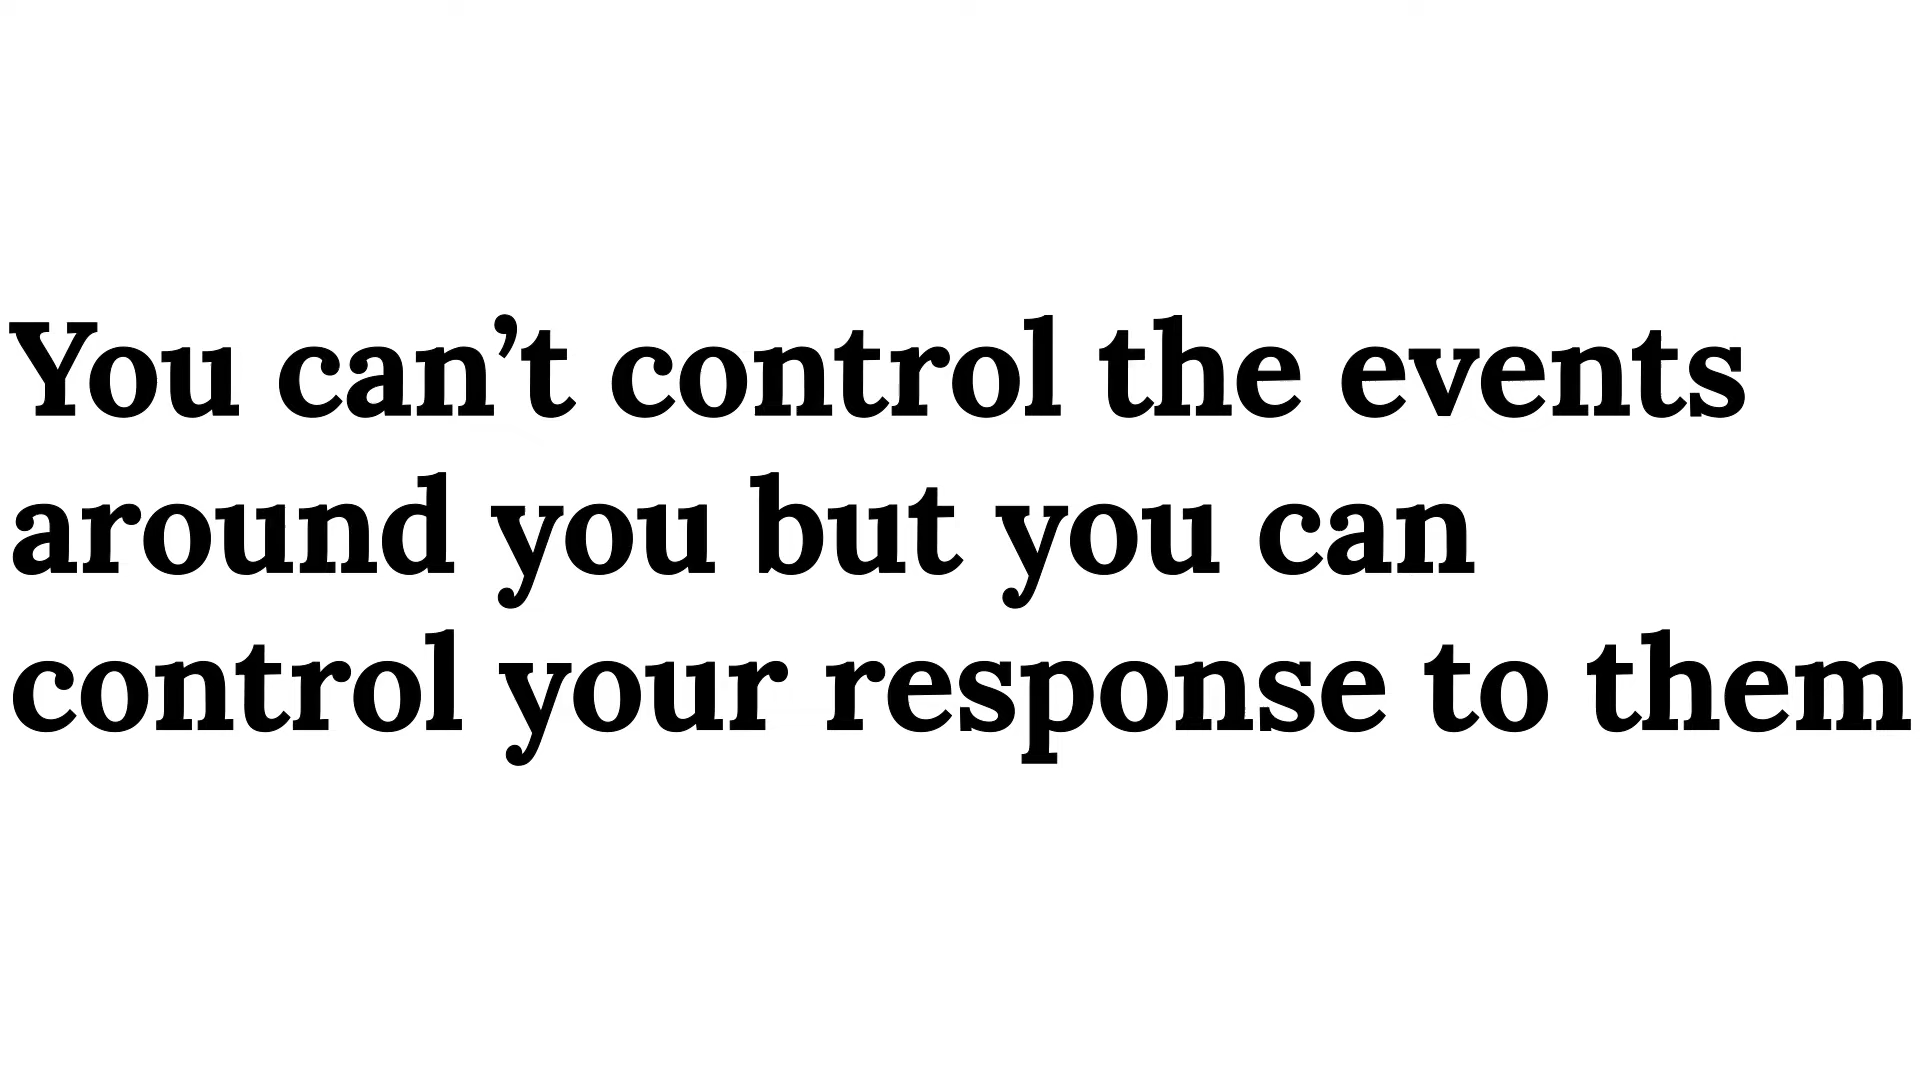 You can’t control the events
around you but you can
control your response to them